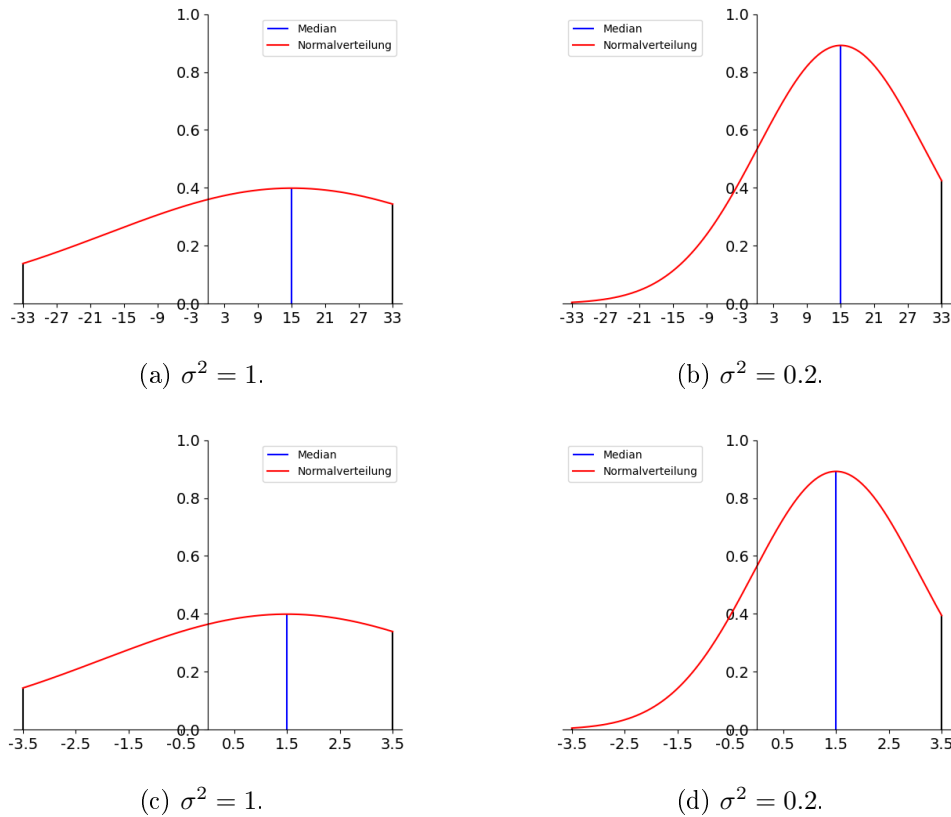 1.0
Median
Normalverteilung
0.8
0.6
0.4
0.2
0.0
-33 -27 -21 -15 -9 -3 3 9 15 21 27 33
(a) σ² = 1.
1.0
Median
Normalverteilung
0.8
0.6
0.4
0.2
0.0
-33 -27 -21 -15 -9 -3 3 9 15 21 27 33
(b) σ² = 0.2.
1.0
Median
Normalverteilung
0.8
0.6
0.4
0.2
0.0
-3.5 -2.5 -1.5 -0.5 0.5 1.5 2.5 3.5
(c) σ² = 1.
1.0
Median
Normalverteilung
0.8
0.6
0.4
0.2
0.0
-3.5 -2.5 -1.5 -0.5 0.5 1.5 2.5 3.5
(d) σ² = 0.2.